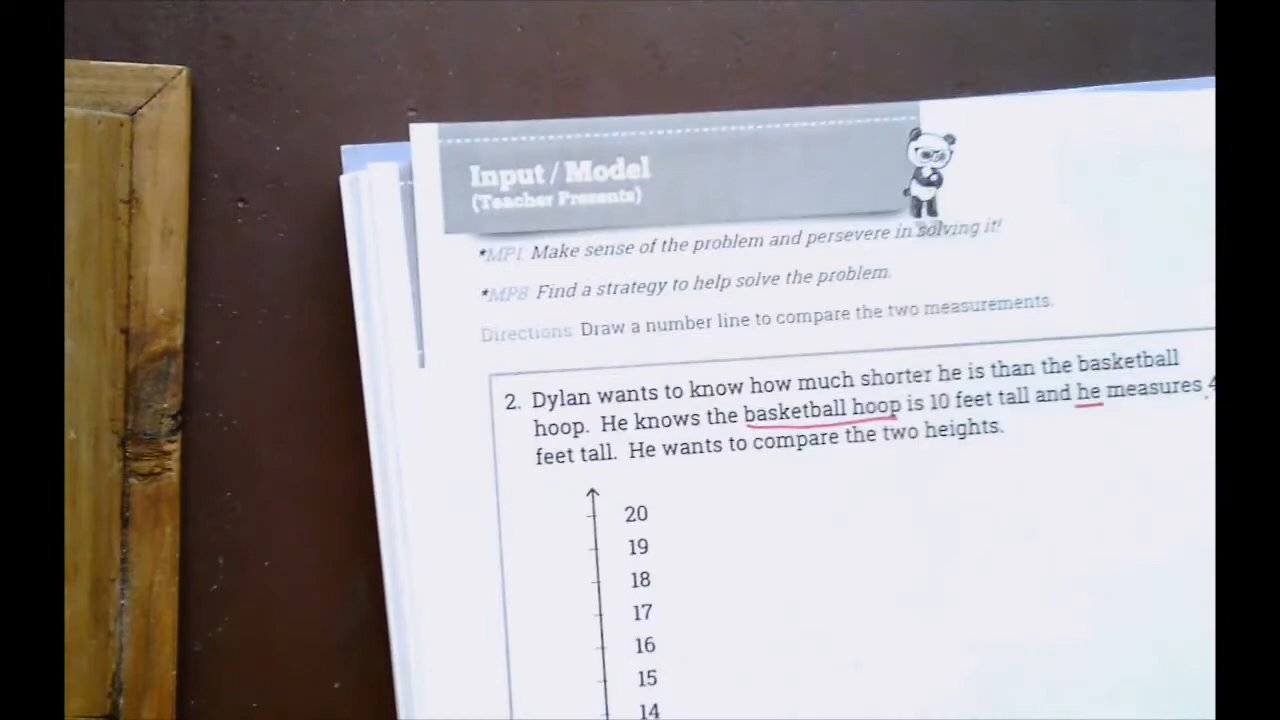 Input / Model
(Teacher Presents)
*MP1 Make sense of the problem and persevere in solving it!
*MP8 Find a strategy to help solve the problem.
Directions: Draw a number line to compare the two measurements.
2. Dylan wants to know how much shorter he is than the basketball
hoop. He knows the basketball hoop is 10 feet tall and he measures
feet tall. He wants to compare the two heights.
20
19
18
17
16
15
14